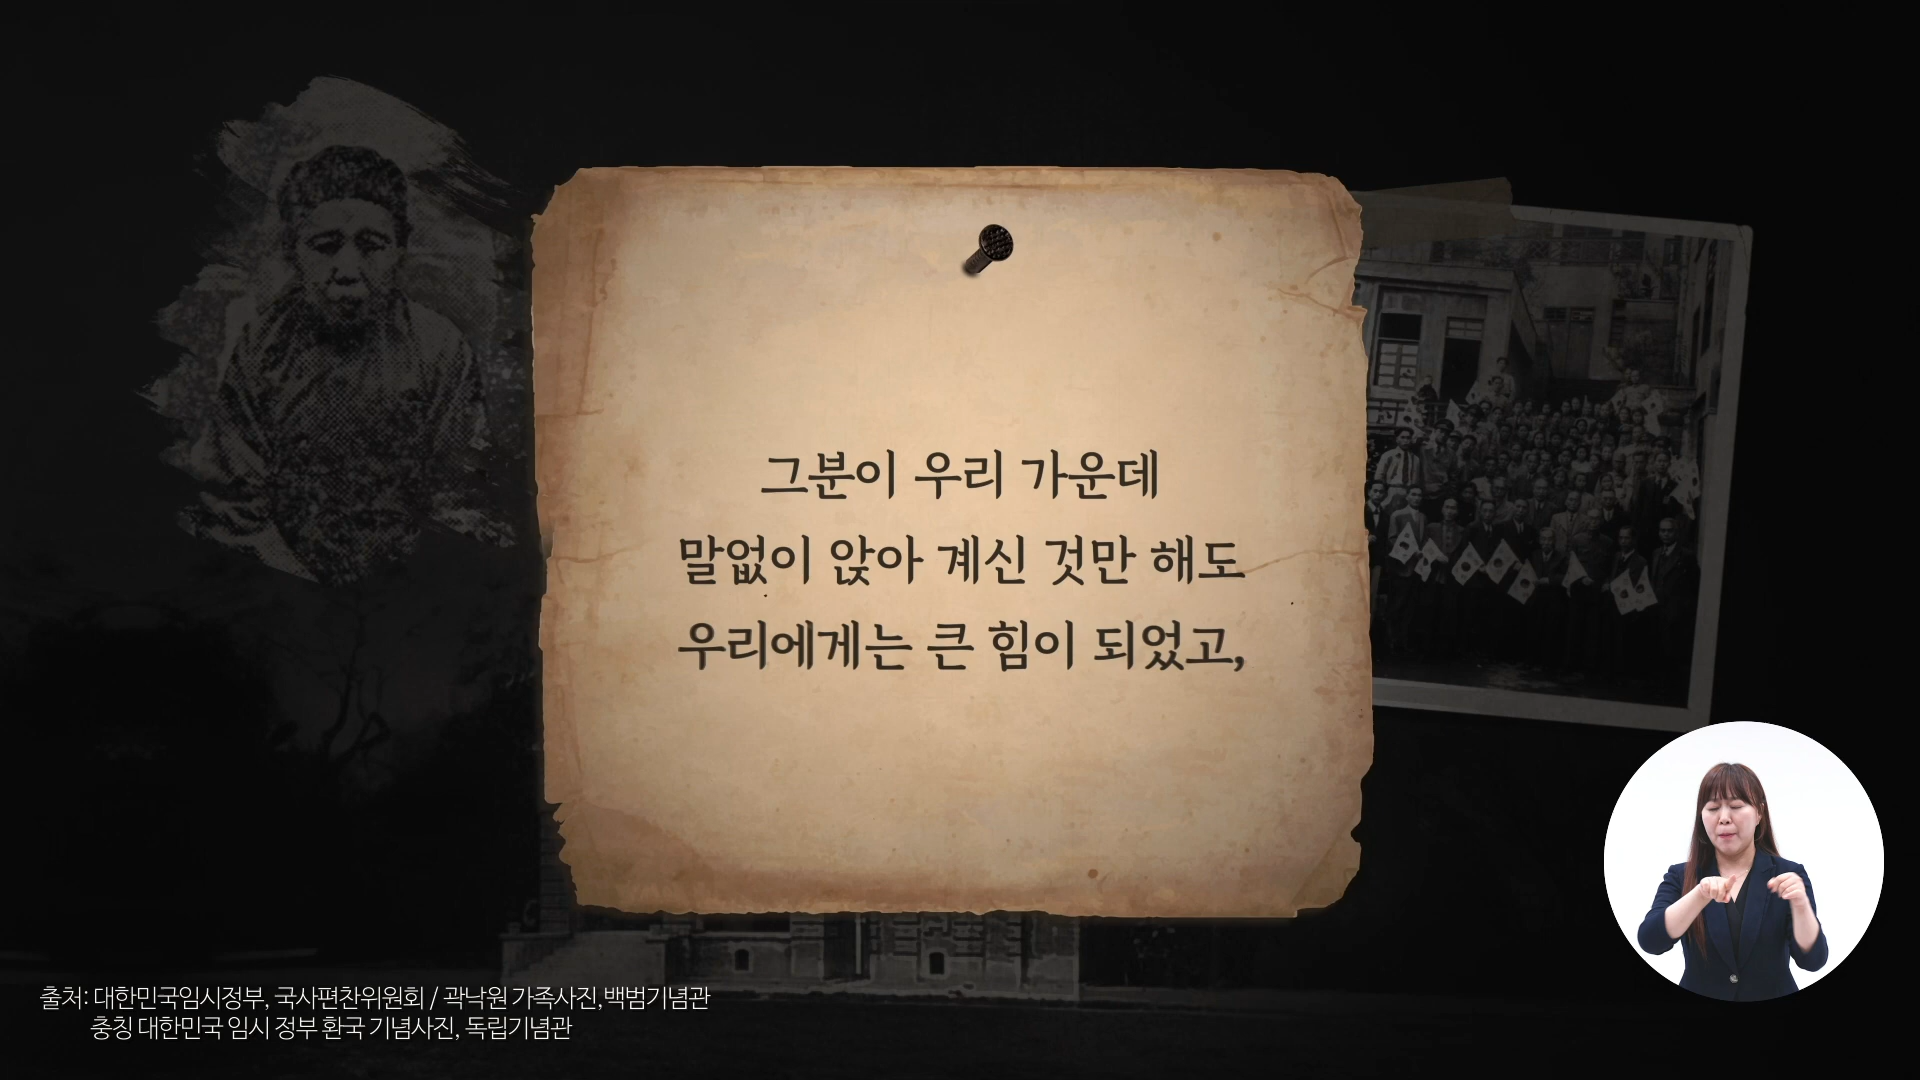 그분이 우리 가운데
말없이 앉아 계신 것만 해도
우리에게는 큰 힘이 되었고,
출처: 대한민국임시정부, 국사편찬위원회 / 곽낙원 가족사진, 백범기념관
충칭 대한민국 임시 정부 환국 기념사진, 독립기념관